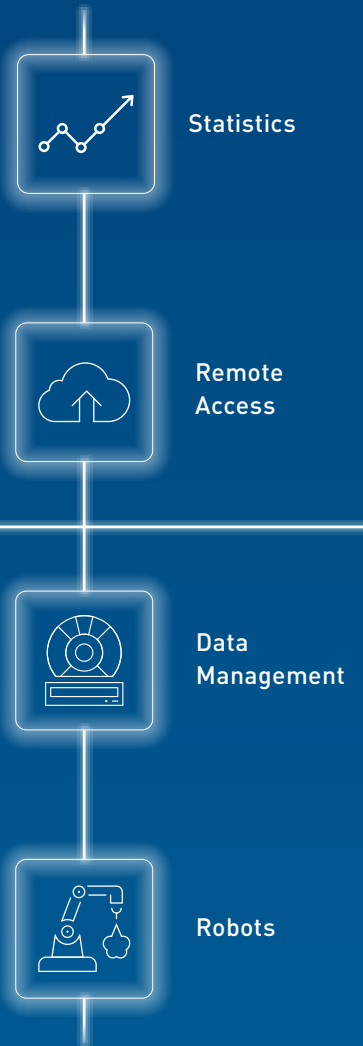 Statistics
Remote
Access
Data
Management
Robots